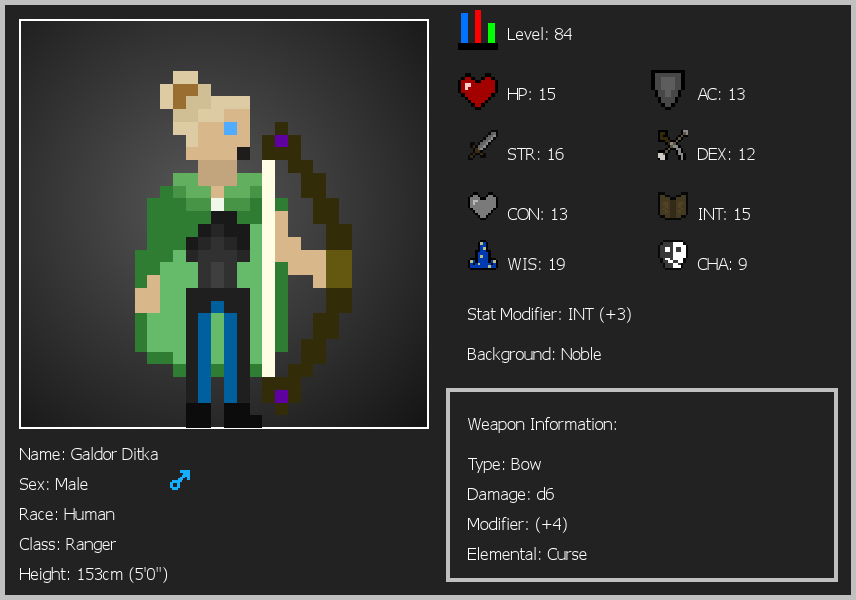 Level: 84
HP: 15
AC: 13
STR: 16
DEX: 12
CON: 13
INT: 15
WIS: 19
CHA: 9
Stat Modifier: INT (+3)
Background: Noble
Weapon Information:
Type: Bow
Damage: d6
Modifier: (+4)
Elemental: Curse
Name: Galdor Ditka
Sex: Male
Race: Human
Class: Ranger
Height: 153cm (5'0")